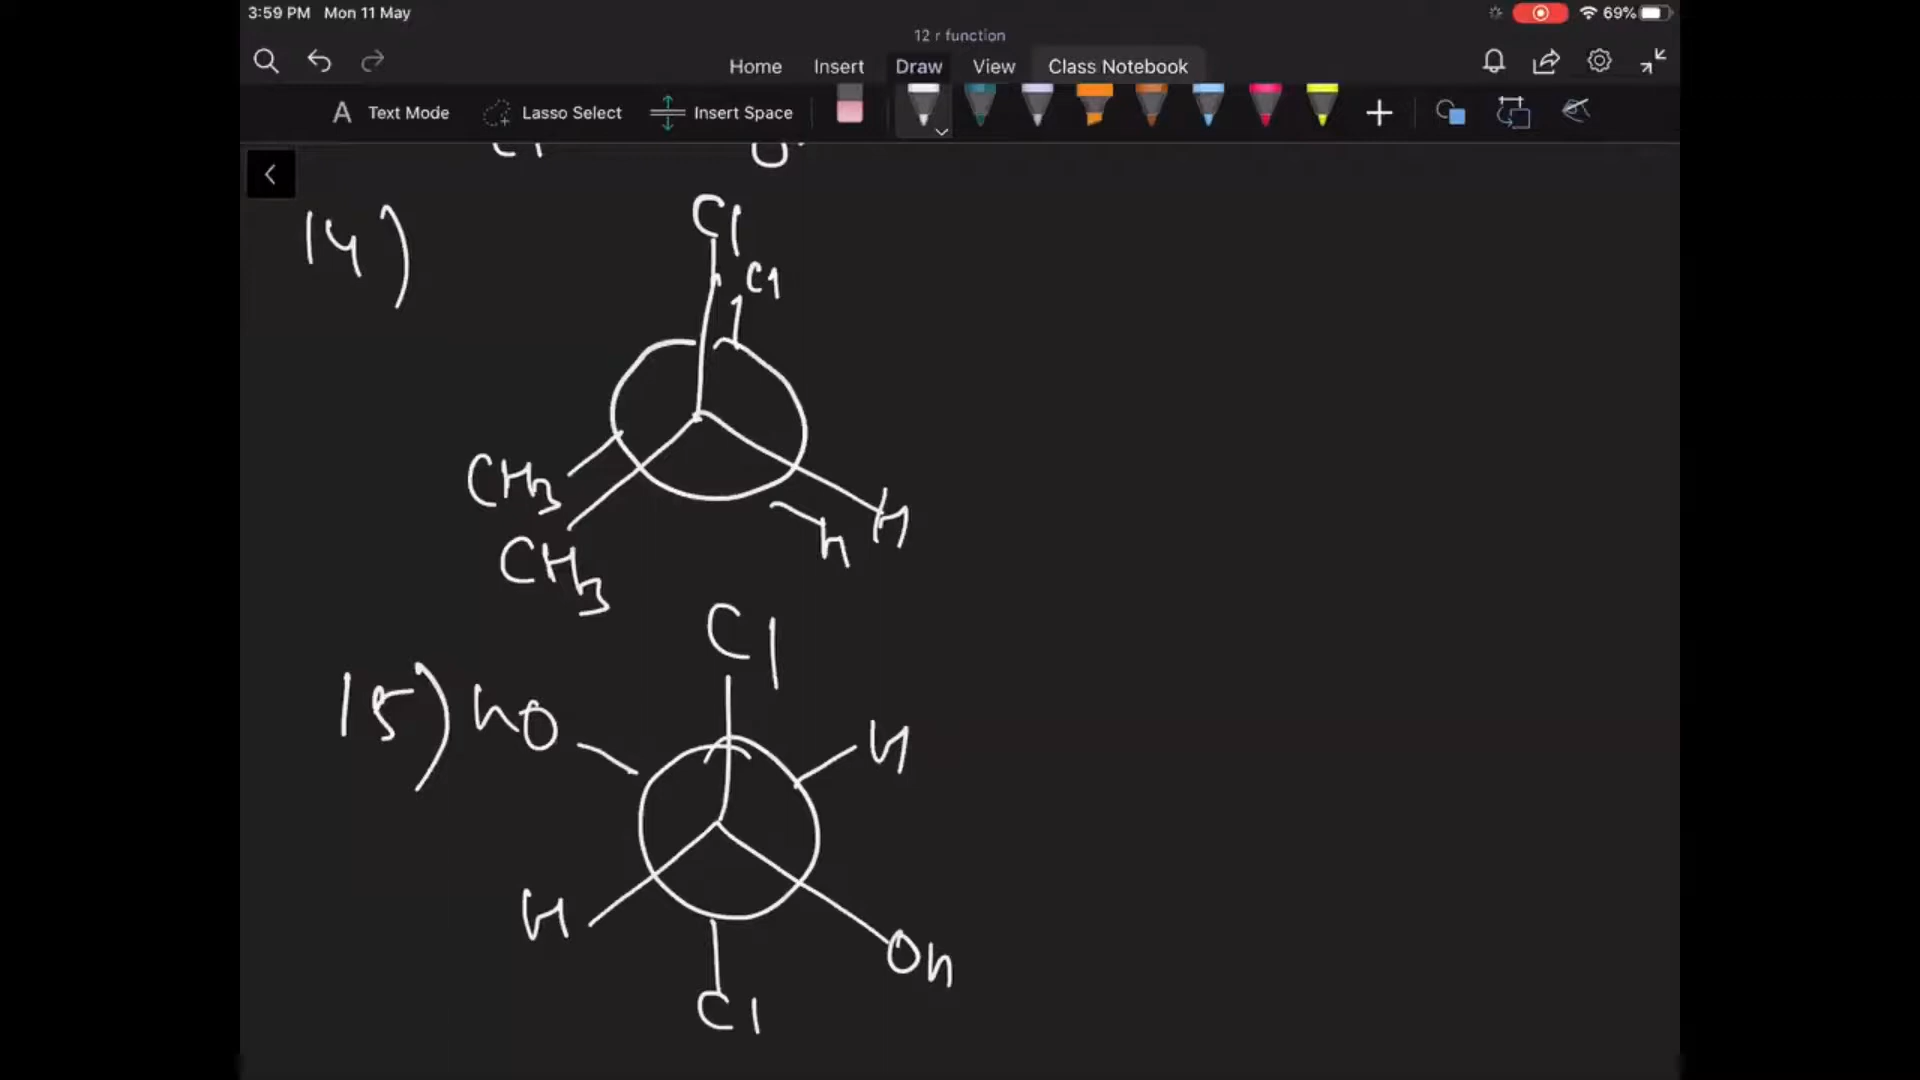 3:59 PM Mon 11 May
69%
12 r function
Home Insert Draw View Class Notebook
A Text Mode Lasso Select Insert Space
14)
Cl
Cl
CH3
CH3
H
h
15)
Cl
hO
H
H
Oh
Cl